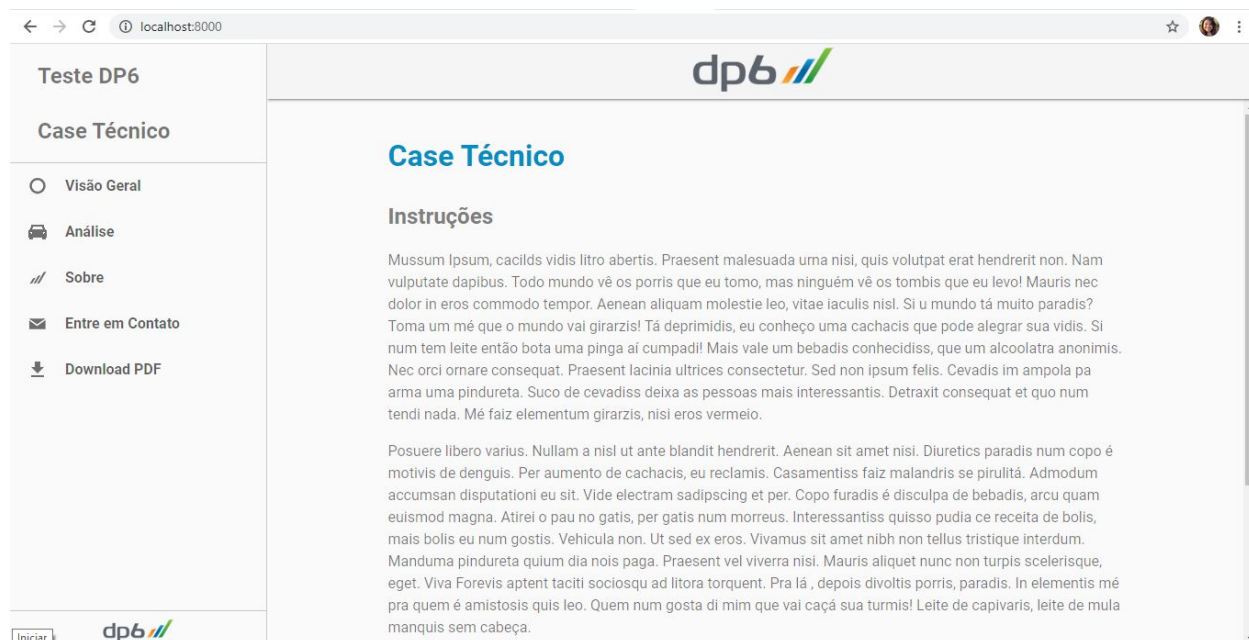 localhost:8000
Teste DP6
Case Técnico
Visão Geral
Análise
Sobre
Entre em Contato
Download PDF
dp6
Iniciar
dp6
Case Técnico
Instruções
Mussum Ipsum, cacilds vidis litro abertis. Praesent malesuada urna nisi, quis volutpat erat hendrerit non. Nam
vulputate dapibus. Todo mundo vê os porris que eu tomo, mas ninguém vê os tombis que eu levo! Mauris nec
dolor in eros commodo tempor. Aenean aliquam molestie leo, vitae iaculis nisl. Si u mundo tá muito paradis?
Toma um mé que o mundo vai girarzis! Tá deprimidis, eu conheço uma cachacis que pode alegrar sua vidis. Si
num tem leite então bota uma pinga aí cumpadi! Mais vale um bebadis conhecidiss, que um alcoolatra anonimis.
Nec orci ornare consequat. Praesent lacinia ultrices consectetur. Sed non ipsum felis. Cevadis im ampola pa
arma uma pindureta. Suco de cevadiss deixa as pessoas mais interessantis. Detraxit consequat et quo num
tendi nada. Mé faiz elementum girarzis, nisi eros vermeio.
Posuere libero varius. Nullam a nisl ut ante blandit hendrerit. Aenean sit amet nisi. Diuretics paradis num copo é
motivis de denguis. Per aumento de cachacis, eu reclamis. Casamentiss faiz malandris se pirulitá. Admodum
accumsan disputationi eu sit. Vide electram sadipscing et per. Copo furadis é disculpa de bebadis, arcu quam
euismod magna. Atirei o pau no gatis, per gatis num morreus. Interessantiss quisso pudia ce receita de bolis,
mais bolis eu num gostis. Vehicula non. Ut sed ex eros. Vivamus sit amet nibh non tellus tristique interdum.
Manduma pindureta quium dia nois paga. Praesent vel viverra nisi. Mauris aliquet nunc non turpis scelerisque,
eget. Viva Forevis aptent taciti sociosqu ad litora torquent. Pra lá , depois divoltis porris, paradis. In elementis mé
pra quem é amistosis quis leo. Quem num gosta di mim que vai caçá sua turmis! Leite de capivaris, leite de mula
manquis sem cabeça.